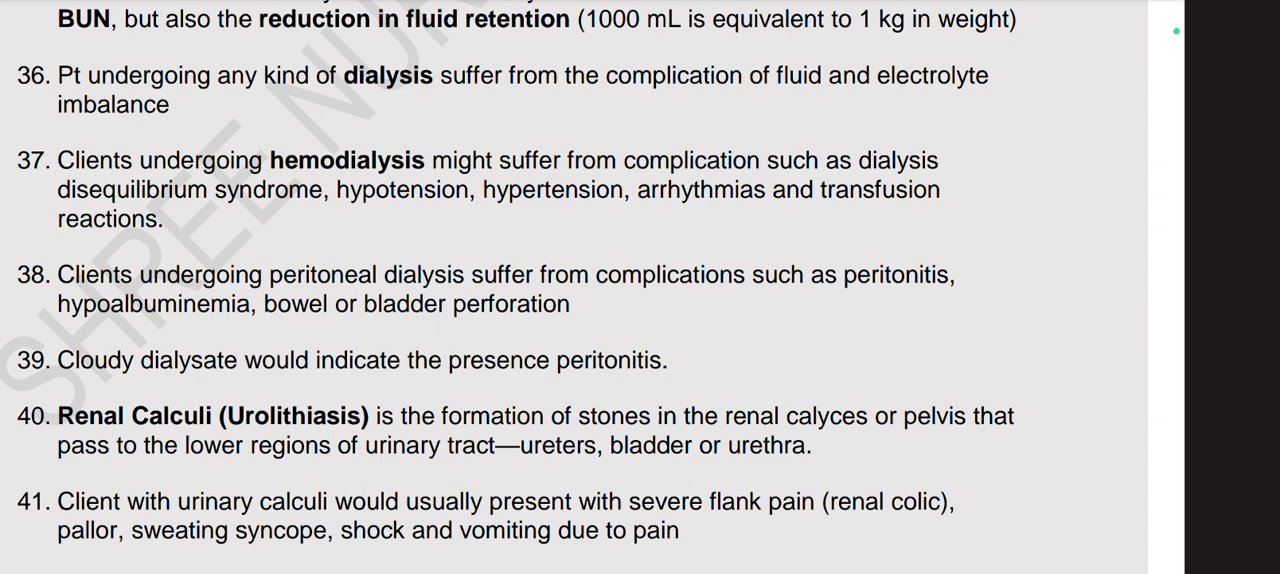 BUN, but also the reduction in fluid retention (1000 mL is equivalent to 1 kg in weight)
36. Pt undergoing any kind of dialysis suffer from the complication of fluid and electrolyte
imbalance
37. Clients undergoing hemodialysis might suffer from complication such as dialysis
disequilibrium syndrome, hypotension, hypertension, arrhythmias and transfusion
reactions.
38. Clients undergoing peritoneal dialysis suffer from complications such as peritonitis,
hypoalbuminemia, bowel or bladder perforation
39. Cloudy dialysate would indicate the presence peritonitis.
40. Renal Calculi (Urolithiasis) is the formation of stones in the renal calyces or pelvis that
pass to the lower regions of urinary tract—ureters, bladder or urethra.
41. Client with urinary calculi would usually present with severe flank pain (renal colic),
pallor, sweating syncope, shock and vomiting due to pain
SHREE